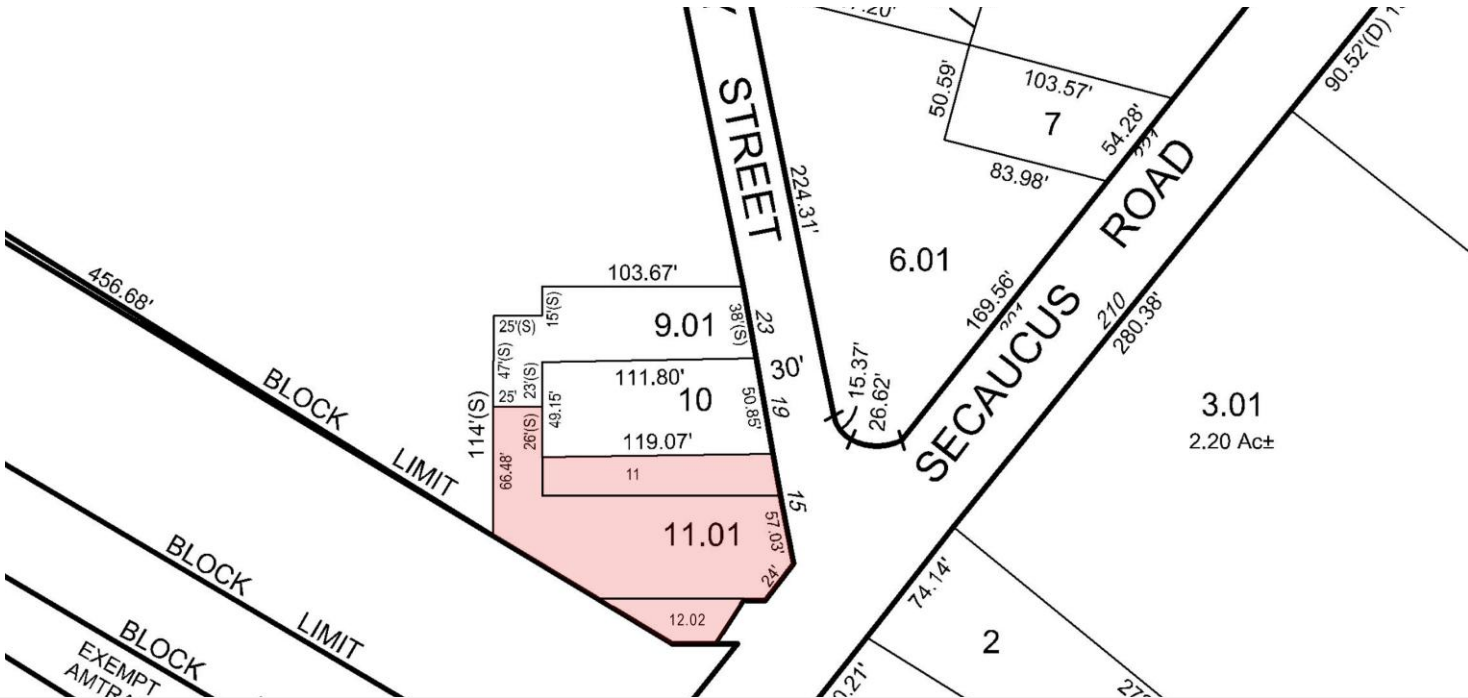 STREET
224.31'
50.59'
103.57'
7
54.28'
221
83.98'
90.52'(D)
6.01
SECAUCUS ROAD
169.56'
201
210
280.38'
456.68'
103.67'
25'(S)
15'(S)
9.01
38'(S)
23
47'(S)
23'(S)
25'
30'
111.80'
10
50.85'
19
15.37'
26.62'
114'(S)
26'(S)
49.15'
119.07'
3.01
2.20 Ac±
66.48'
11
15
11.01
57.03'
24'
12.02
BLOCK LIMIT
BLOCK LIMIT
BLOCK
EXEMPT
74.14'
2